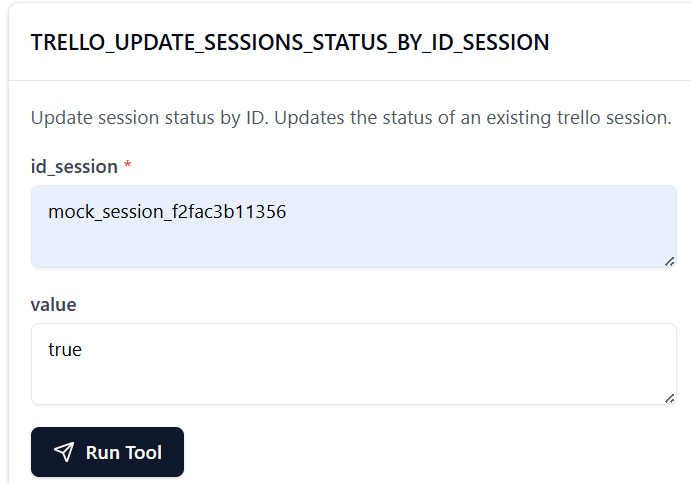 TRELLO_UPDATE_SESSIONS_STATUS_BY_ID_SESSION
Update session status by ID. Updates the status of an existing trello session.
id_session *
mock_session_f2fac3b11356
value
true
Run Tool